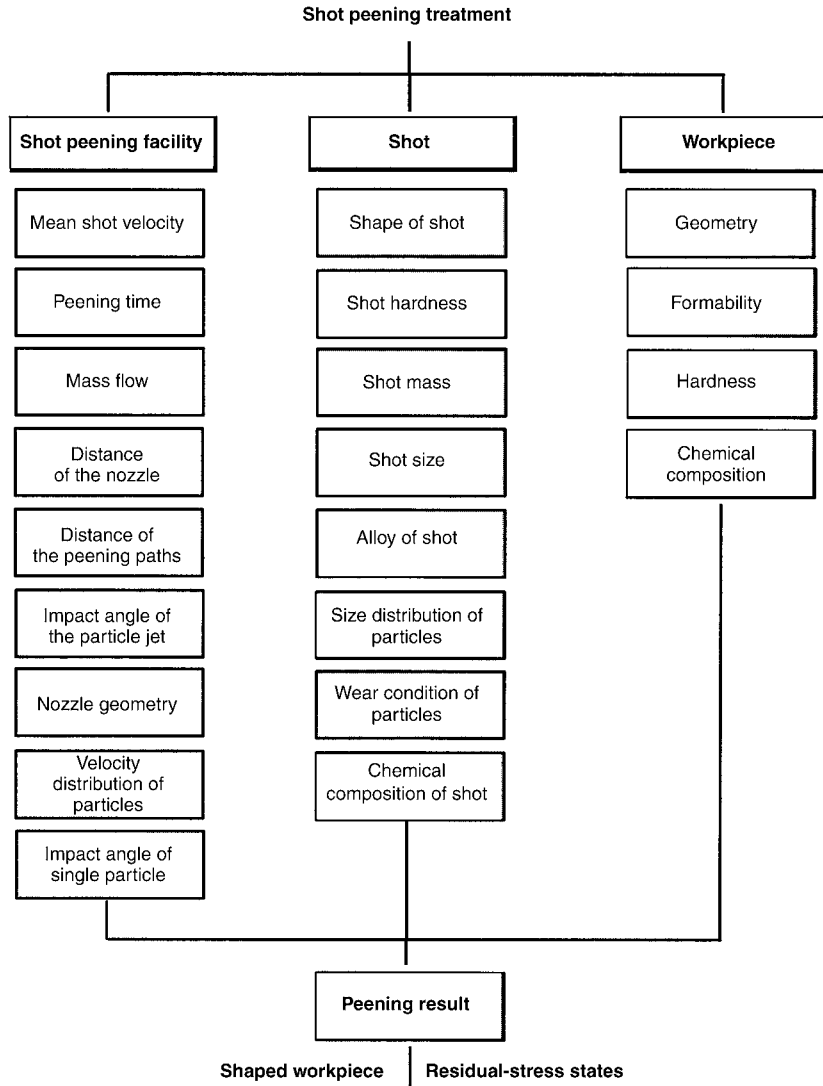 Shot peening treatment
Shot peening facility
Shot
Workpiece
Mean shot velocity
Peening time
Mass flow
Distance
of the nozzle
Distance of
the peening paths
Impact angle of
the particle jet
Nozzle geometry
Velocity
distribution of
particles
Impact angle of
single particle
Shape of shot
Shot hardness
Shot mass
Shot size
Alloy of shot
Size distribution of
particles
Wear condition of
particles
Chemical
composition of shot
Geometry
Formability
Hardness
Chemical
composition
Peening result
Shaped workpiece
Residual-stress states